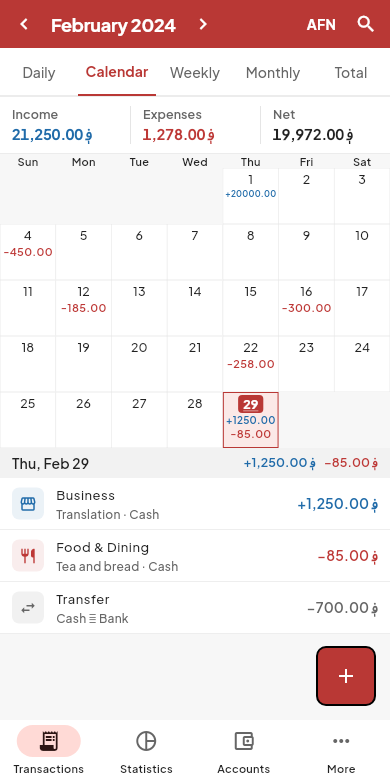 February 2024 AFN
Daily Calendar Weekly Monthly Total
Income Expenses Net
21,250.00؋ 1,278.00؋ 19,972.00؋
Sun Mon Tue Wed Thu Fri Sat
1 2 3
+20000.00
4 5 6 7 8 9 10
−450.00
11 12 13 14 15 16 17
−185.00 −300.00
18 19 20 21 22 23 24
−258.00
25 26 27 28 29
+1250.00
−85.00
Thu, Feb 29 +1,250.00؋ −85.00؋
Business
Translation · Cash
+1,250.00؋
Food & Dining
Tea and bread · Cash
−85.00؋
Transfer
Cash Bank
−700.00؋
+
Transactions Statistics Accounts More